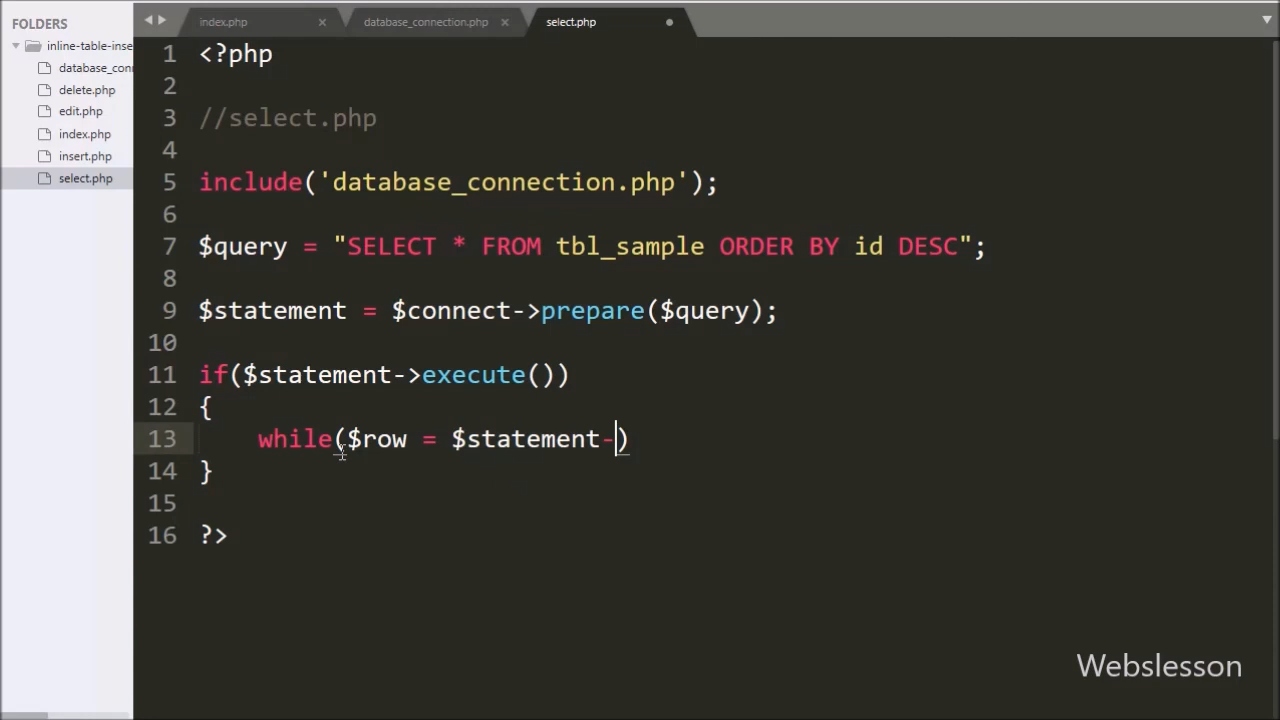 FOLDERS
inline-table-inse
database_conn
delete.php
edit.php
index.php
insert.php
select.php
index.php × database_connection.php × select.php
1 <?php
2
3 //select.php
4
5 include('database_connection.php');
6
7 $query = "SELECT * FROM tbl_sample ORDER BY id DESC";
8
9 $statement = $connect->prepare($query);
10
11 if($statement->execute())
12 {
13 while($row = $statement-)
14 }
15
16 ?>
Webslesson